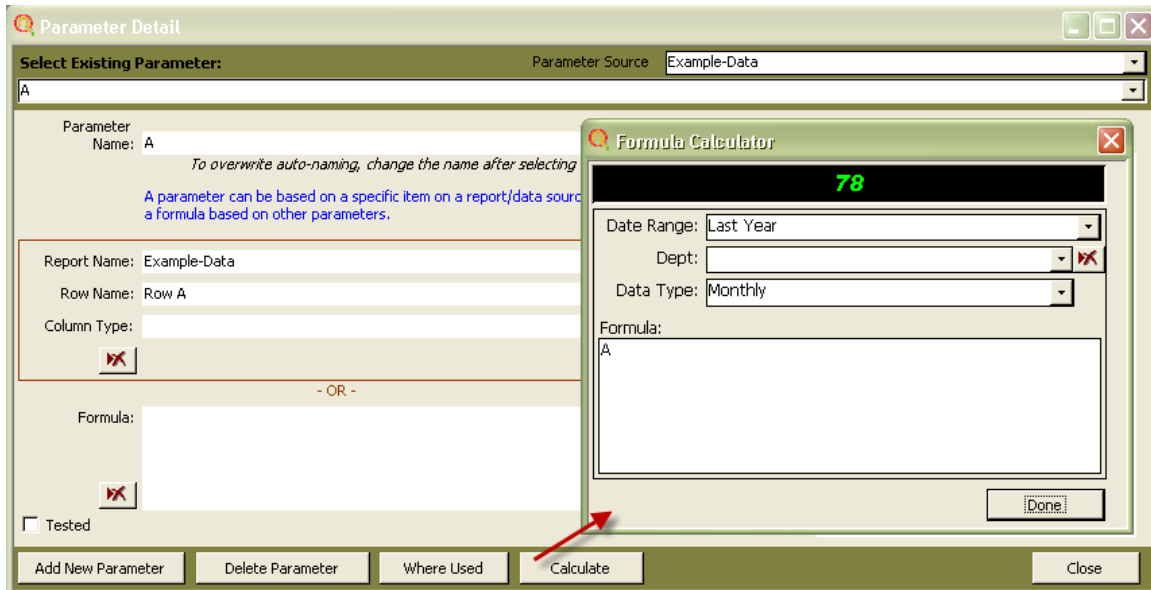 Parameter Detail
Select Existing Parameter:
Parameter Source
Example-Data
A
Parameter
Name:
A
To overwrite auto-naming, change the name after selecting
A parameter can be based on a specific item on a report/data sourc
a formula based on other parameters.
Report Name:
Example-Data
Row Name:
Row A
Column Type:
- OR -
Formula:
Tested
Add New Parameter
Delete Parameter
Where Used
Calculate
Close
Formula Calculator
78
Date Range:
Last Year
Dept:
Data Type:
Monthly
Formula:
A
Done